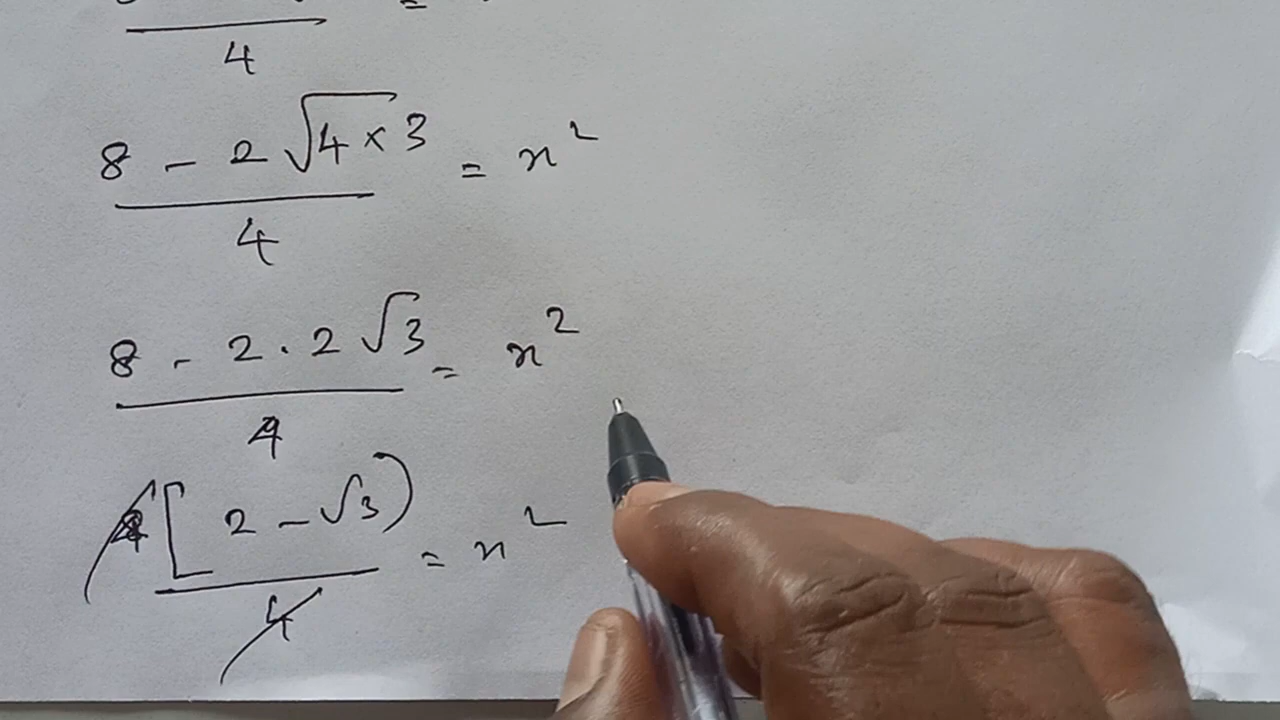 4
8 - 2 √4 × 3 = x²
4
8 - 2 . 2 √3 = x²
4
4 [ 2 - √3 ) = x²
4